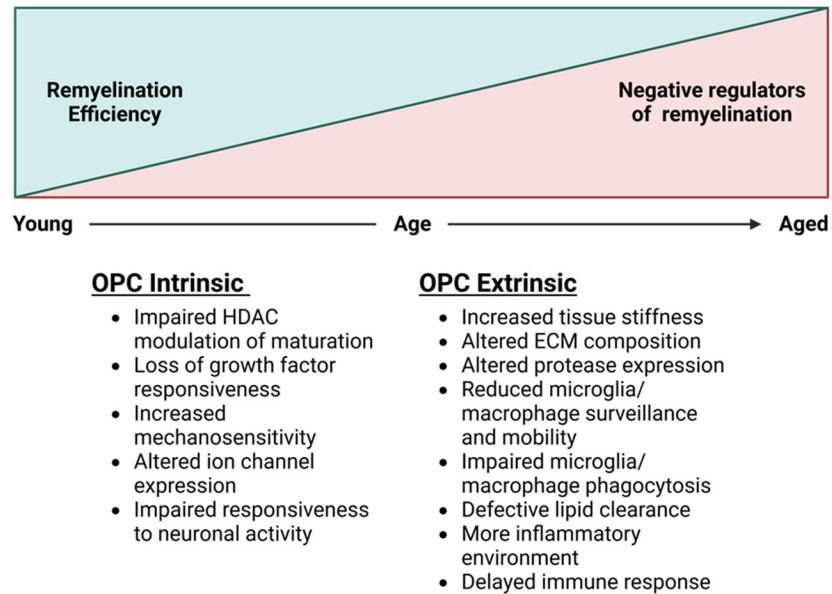 Remyelination
Efficiency
Negative regulators
of remyelination
Young
Age
Aged
OPC Intrinsic
• Impaired HDAC
modulation of maturation
• Loss of growth factor
responsiveness
• Increased
mechanosensitivity
• Altered ion channel
expression
• Impaired responsiveness
to neuronal activity
OPC Extrinsic
• Increased tissue stiffness
• Altered ECM composition
• Altered protease expression
• Reduced microglia/
macrophage surveillance
and mobility
• Impaired microglia/
macrophage phagocytosis
• Defective lipid clearance
• More inflammatory
environment
• Delayed immune response